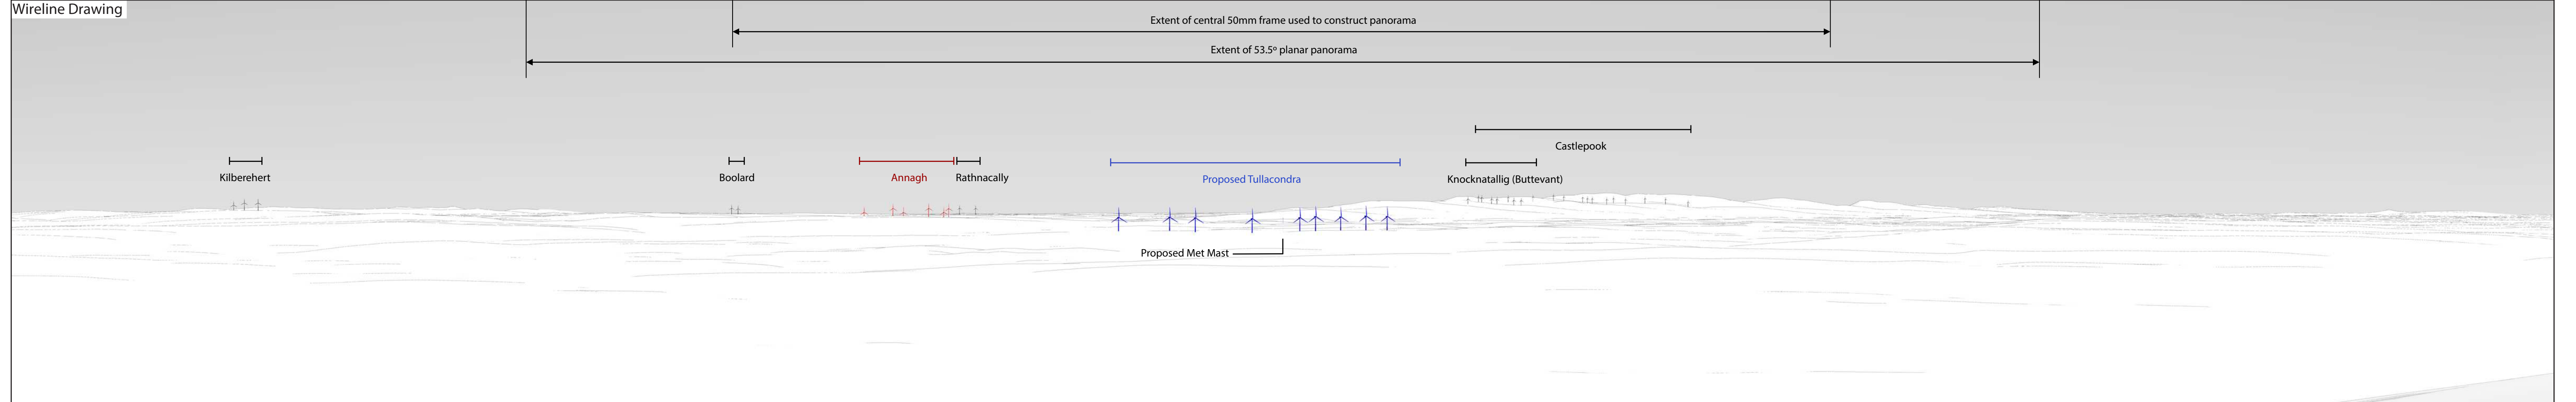 Wireline Drawing
Extent of central 50mm frame used to construct panorama
Extent of 53.5º planar panorama
Castlepook
Kilberehert
Boolard
Annagh
Rathnacally
Proposed Tullacondra
Knocknatallig (Buttevant)
Proposed Met Mast